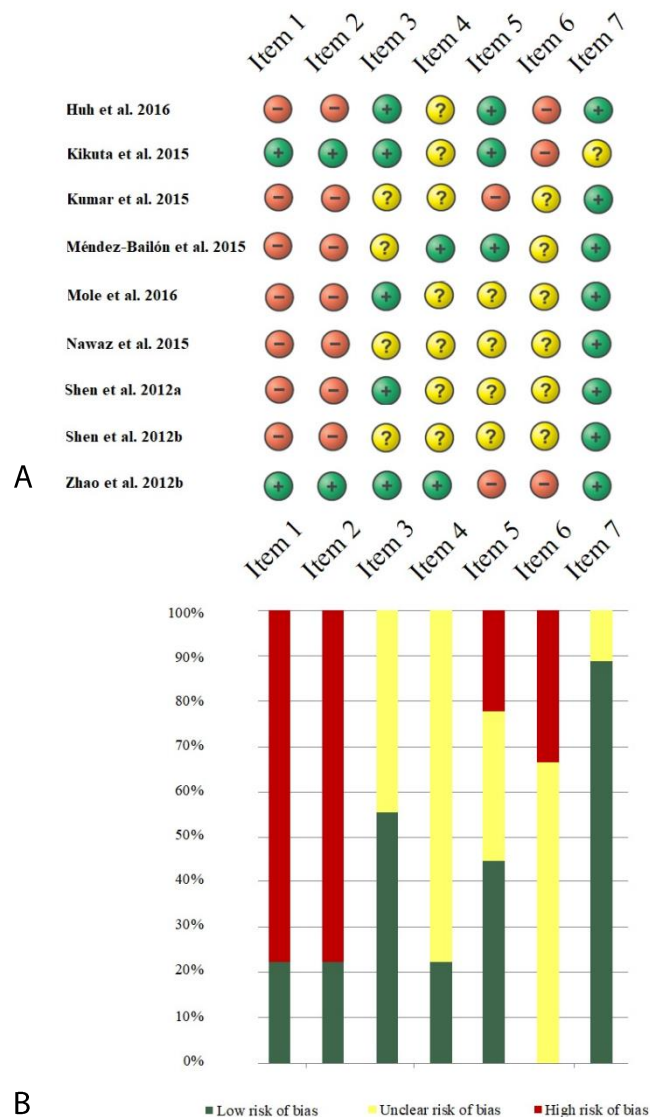 Item 1 Item 2 Item 3 Item 4 Item 5 Item 6 Item 7
Huh et al. 2016 - - + ? + - +
Kikuta et al. 2015 + + + ? + - ?
Kumar et al. 2015 - - ? ? - ? +
Méndez-Bailón et al. 2015 - - ? + + ? +
Mole et al. 2016 - - + ? ? ? +
Nawaz et al. 2015 - - ? ? ? ? +
Shen et al. 2012a - - + ? ? ? +
Shen et al. 2012b - - ? ? ? ? +
A
Zhao et al. 2012b + + + + - - +
Item 1 Item 2 Item 3 Item 4 Item 5 Item 6 Item 7
100%
90%
80%
70%
60%
50%
40%
30%
20%
10%
0%
B
Low risk of bias Unclear risk of bias High risk of bias